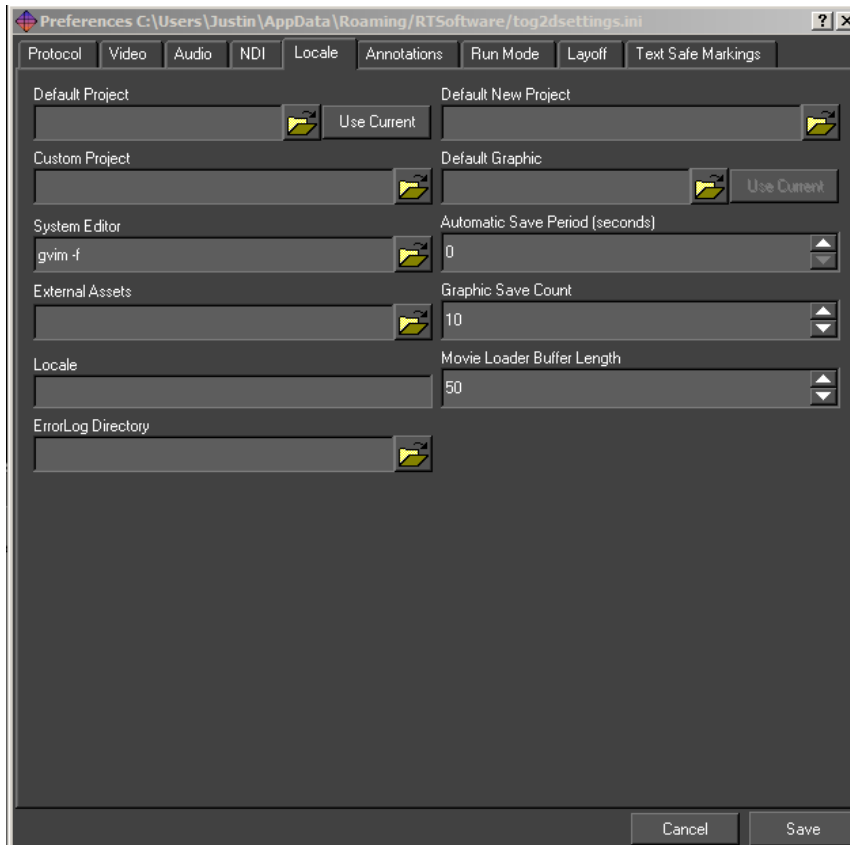 Preferences C:\Users\Justin\AppData\Roaming/RTSoftware/tog2dsettings.ini
Protocol Video Audio NDI Locale Annotations Run Mode Layoff Text Safe Markings
Default Project
Use Current
Default New Project
Custom Project
Default Graphic
Use Current
System Editor
gvim -f
Automatic Save Period (seconds)
0
External Assets
Graphic Save Count
10
Locale
Movie Loader Buffer Length
50
ErrorLog Directory
Cancel Save